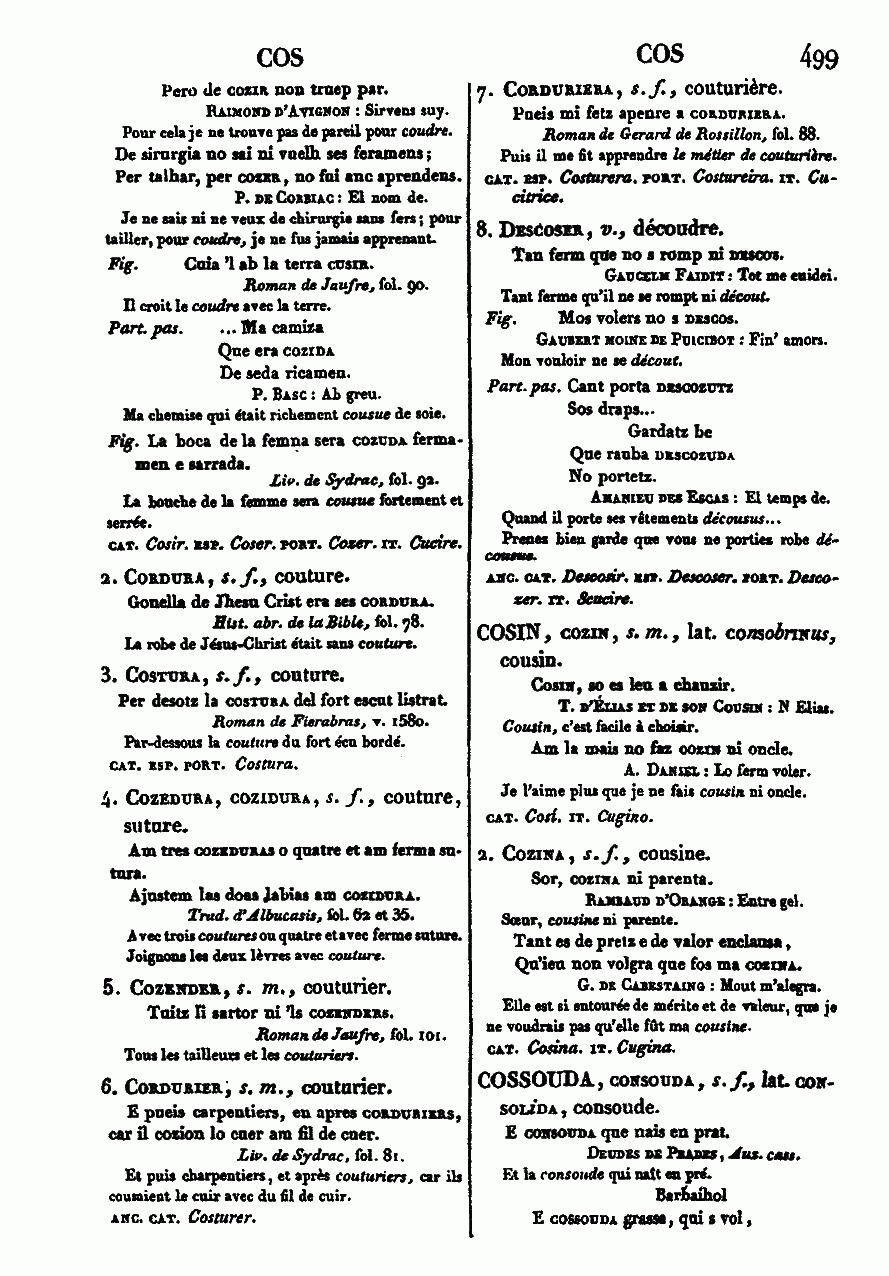 COS
COS 499
Pero de cozir non truep par.
Raimond d'Avignon : Sirvens suy.
Pour cela je ne trouve pas de pareil pour coudre.
De sirurgia no sai ni vuelh ses feramens;
Per talhar, per cozer, no fui anc aprendens.
P. de Corbiac : El nom de.
Je ne sais ni ne veux de chirurgie sans fers; pour
tailler, pour coudre, je ne fus jamais apprenant.
Fig. Cuia 'l ab la terra cusir.
Roman de Jaufre, fol. 90.
Il croit le coudre avec la terre.
Part. pas. ... Ma camiza
Que era cozida
De seda ricamen.
P. Basc : Ab greu.
Ma chemise qui était richement cousue de soie.
Fig. La boca de la femna sera cozuda ferma-
men e sarrada.
Liv. de Sydrac, fol. 92.
La bouche de la femme sera cousue fortement et
serrée.
cat. Cosir. esp. Coser. port. Cozer. it. Cucire.
2. Cordura, s. f., couture.
Gonella de Jhesu Crist era ses cordura.
Hist. abr. de la Bible, fol. 78.
La robe de Jésus-Christ était sans couture.
3. Costura, s. f., couture.
Per desotz la costura del fort escut listrat.
Roman de Fierabras, v. 1580.
Par-dessous la couture du fort écu bordé.
cat. esp. port. Costura.
4. Cozedura, cozidura, s. f., couture,
suture.
Am tres cozeduras o quatre et am ferma su-
tura.
Ajustem las doas labias am cozidura.
Trad. d'Albucasis, fol. 62 et 35.
Avec trois coutures ou quatre et avec ferme suture.
Joignons les deux lèvres avec couture.
5. Cozender, s. m., couturier.
Tuitz li sartor ni 'ls cozenders.
Roman de Jaufre, fol. 101.
Tous les tailleurs et les couturiers.
6. Cordurier, s. m., couturier.
E pueis carpentiers, en apres corduriers,
car il cozion lo cuer am fil de cuer.
Liv. de Sydrac, fol. 81.
Et puis charpentiers, et après couturiers, car ils
cousaient le cuir avec du fil de cuir.
anc. cat. Costurer.
7. Corduriera, s. f., couturière.
Pueis mi fetz apenre a corduriera.
Roman de Gerard de Rossillon, fol. 88.
Puis il me fit apprendre le métier de couturière.
cat. esp. Costurera. port. Costureira. it. Cu-
citrice.
8. Descoser, v., découdre.
Tan ferm que no s romp ni descos.
Gaucelm Faidit : Tot me cuidei.
Tant ferme qu'il ne se rompt ni décout.
Fig. Mos volers no s descos.
Gaubert moine de Puicibot : Fin' amors.
Mon vouloir ne se décout.
Part. pas. Cant porta descozutz
Sos draps...
Gardatz be
Que rauba descozuda
No portetz.
Amanieu des Escas : El temps de.
Quand il porte ses vêtements décousus...
Prenez bien garde que vous ne portiez robe dé-
cousue.
anc. cat. Descosir. esp. Descoser. port. Desco-
zer. it. Scucire.
COSIN, cozin, s. m., lat. consobrinus,
cousin.
Cosin, so es leu a chauzir.
T. d'Élias et de son Cousin : N Elias.
Cousin, c'est facile à choisir.
Am la mais no faz cozin ni oncle.
A. Daniel : Lo ferm voler.
Je l'aime plus que je ne fais cousin ni oncle.
cat. Cosí. it. Cugino.
2. Cozina, s. f., cousine.
Sor, cozina ni parenta.
Rambaud d'Orange : Entre gel.
Sœur, cousine ni parente.
Tant es de pretz e de valor enclausa,
Qu'ieu non volgra que fos ma cozina.
G. de Cabestaing : Mout m'alegra.
Elle est si entourée de mérite et de valeur, que je
ne voudrais pas qu'elle fût ma cousine.
cat. Cosina. it. Cugina.
COSSOUDA, consouda, s. f., lat. con-
solida, consoude.
E consouda que nais en prat.
Deudes de Prades, Aus. cass.
Et la consoude qui naît en pré.
Barbaihol
E cossouda grassa, qui s vol,